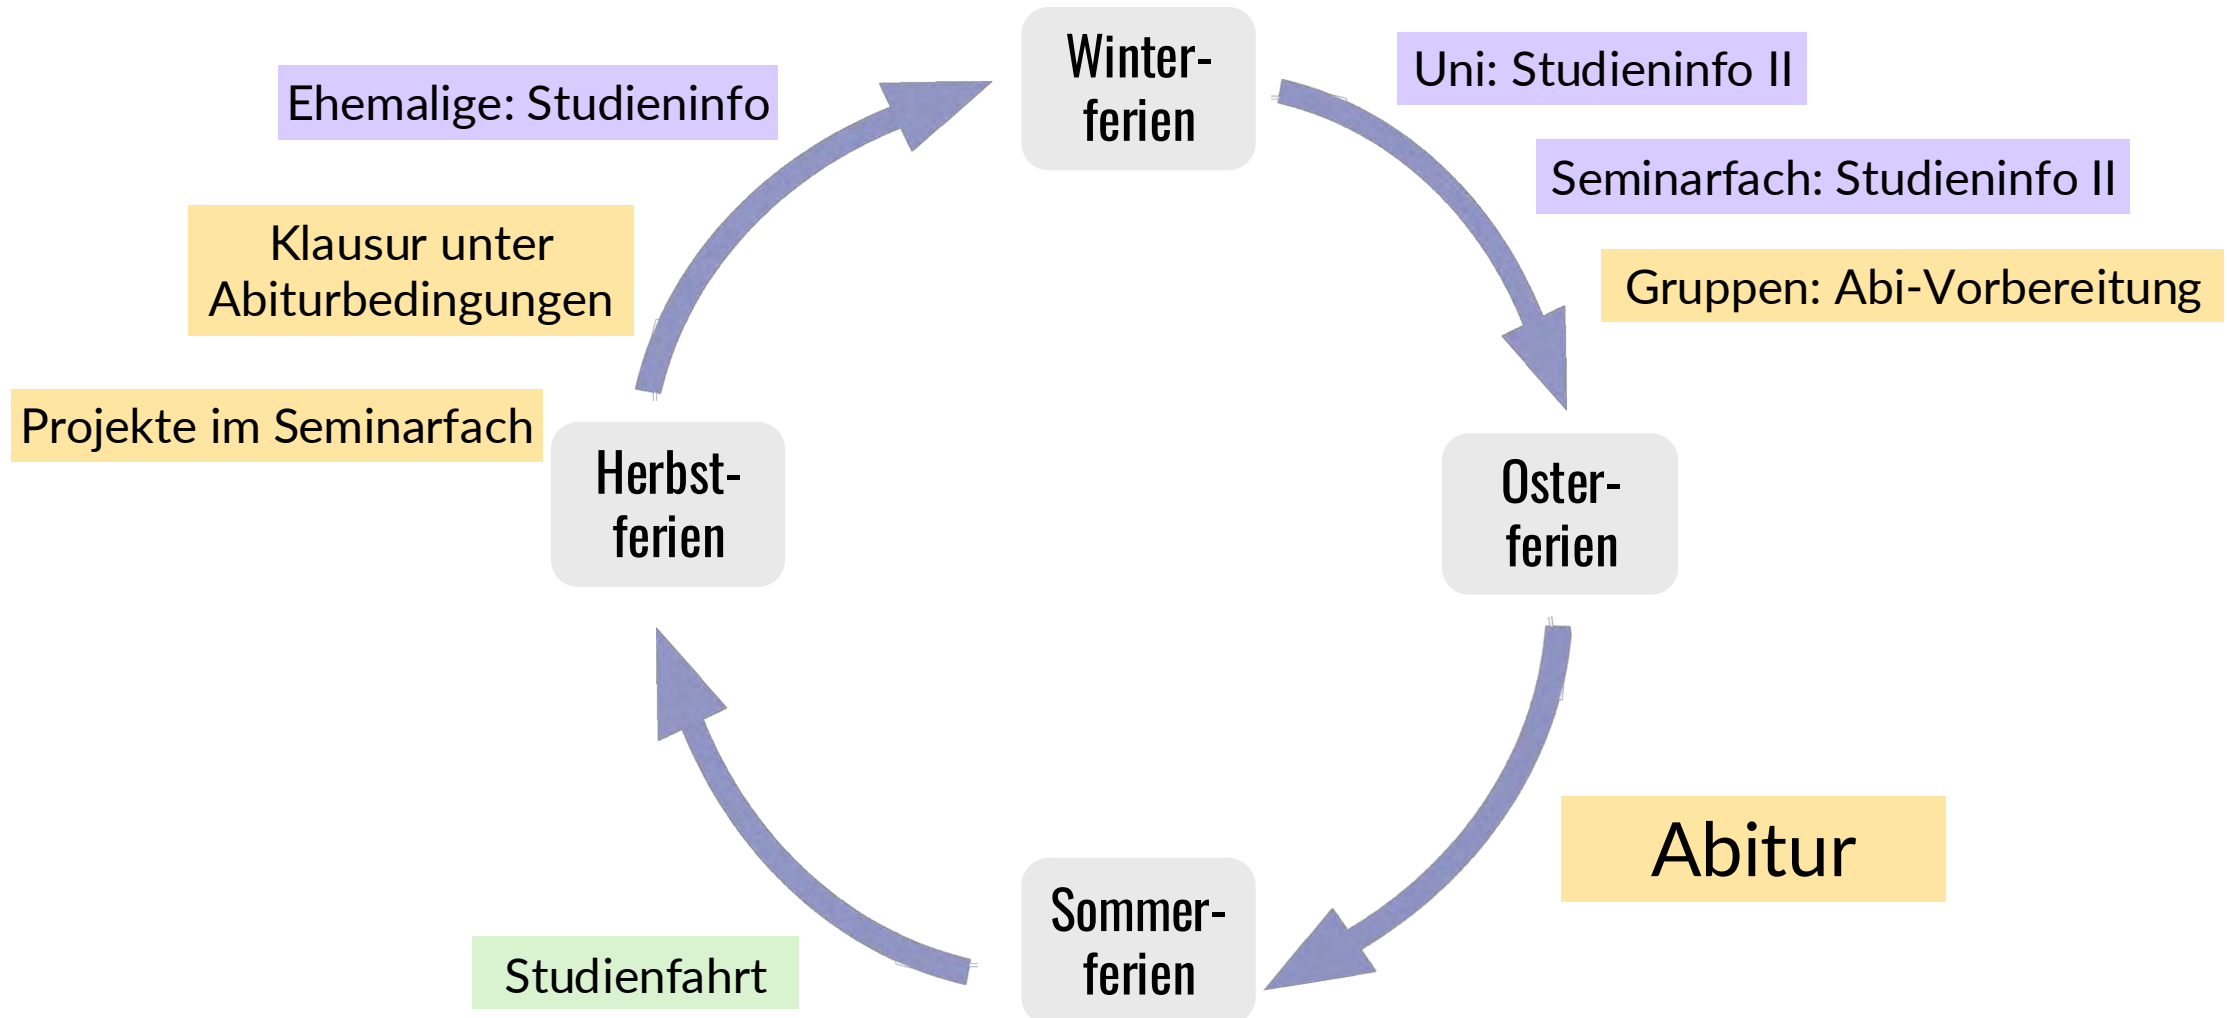 Winter-
ferien
Uni: Studieninfo II
Ehemalige: Studieninfo
Seminarfach: Studieninfo II
Klausur unter
Abiturbedingungen
Gruppen: Abi-Vorbereitung
Projekte im Seminarfach
Herbst-
ferien
Oster-
ferien
Abitur
Sommer-
ferien
Studienfahrt